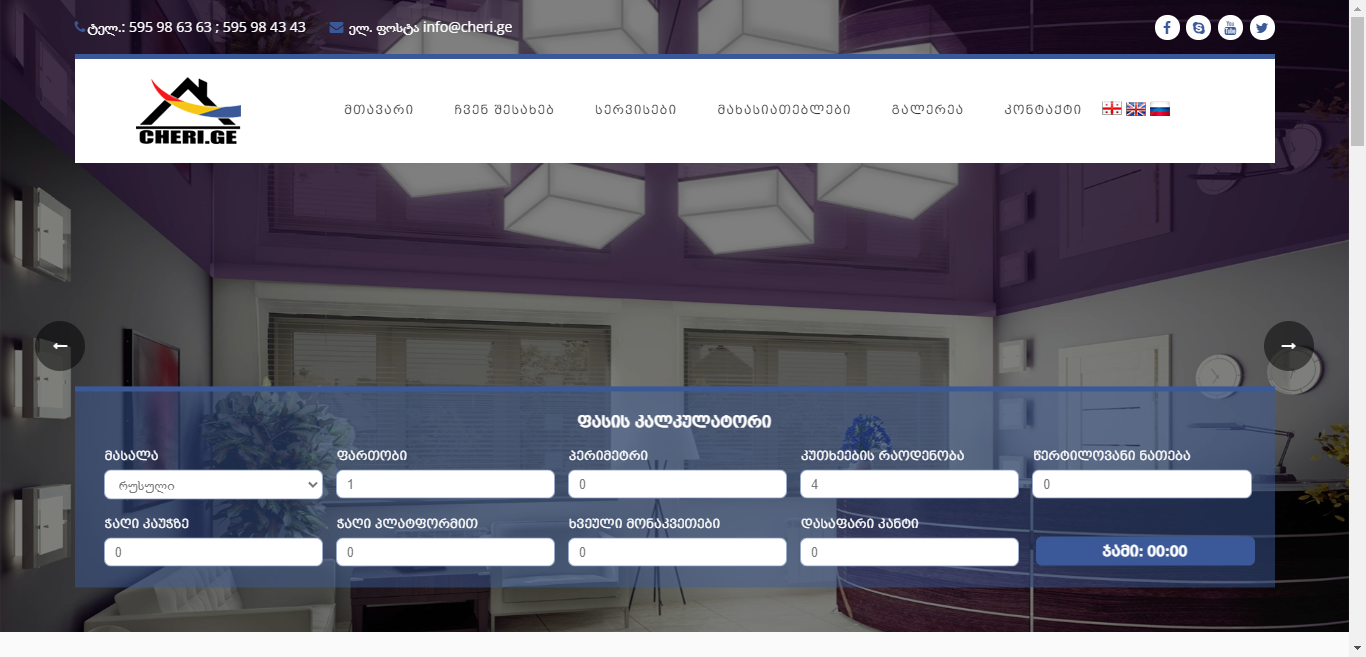 ტელ.: 595 98 63 63 ; 595 98 43 43 ელ. ფოსტა info@cheri.ge
CHERI.GE
მთავარი ჩვენ შესახებ სერვისები მახასიათებლები გალერეა კონტაქტი
ფასის კალკულატორი
მასალა ფართობი პერიმეტრი კუთხეების რაოდენობა წერტილოვანი ნათება
რუსული 1 0 4 0
ჭაღი კაუჭზე ჭაღი პლატფორმით ხვეული მონაკვეთები დასაფარი კანტი
0 0 0 0 ჯამი: 00:00